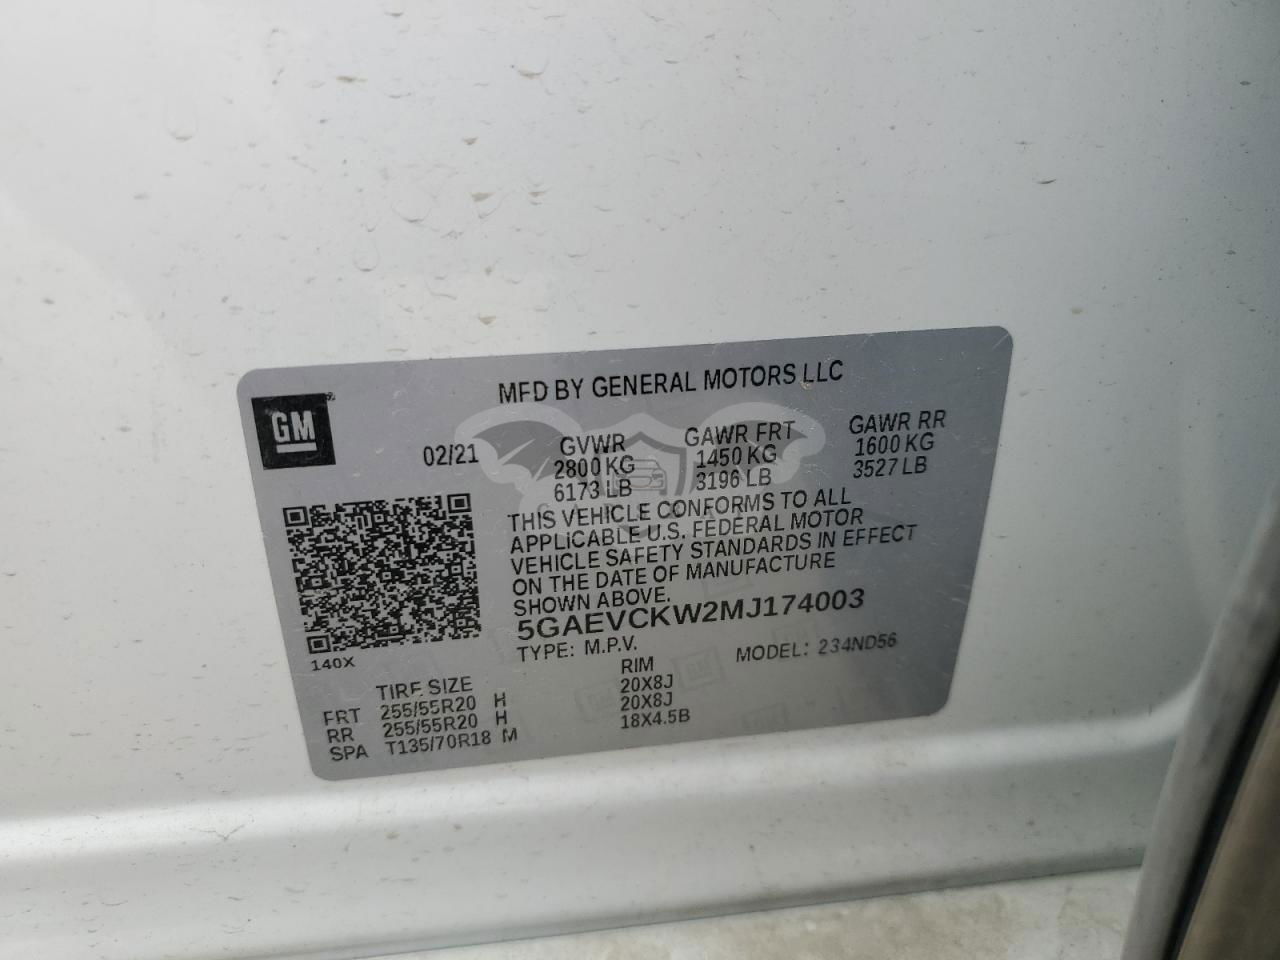 MFD BY GENERAL MOTORS LLC
GM
02/21
GVWR GAWR FRT GAWR RR
2800 KG 1450 KG 1600 KG
6173 LB 3196 LB 3527 LB
THIS VEHICLE CONFORMS TO ALL
APPLICABLE U.S. FEDERAL MOTOR
VEHICLE SAFETY STANDARDS IN EFFECT
ON THE DATE OF MANUFACTURE
SHOWN ABOVE.
5GAEVCKW2MJ174003
TYPE: M.P.V. MODEL: 234ND56
140X
TIRE SIZE RIM
FRT 255/55R20 H 20X8J
RR 255/55R20 H 20X8J
SPA T135/70R18 M 18X4.5B